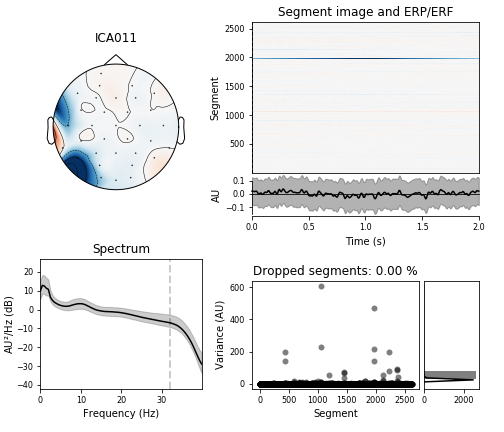 ICA011
Segment image and ERP/ERF
2500
2000
1500
1000
500
Segment
0.1
0.0
−0.1
AU
0.0 0.5 1.0 1.5 2.0
Time (s)
Spectrum
20
10
0
−10
−20
−30
−40
AU²/Hz (dB)
0 10 20 30
Frequency (Hz)
Dropped segments: 0.00 %
600
400
200
0
Variance (AU)
0 500 1000 1500 2000 2500
Segment
0 2000